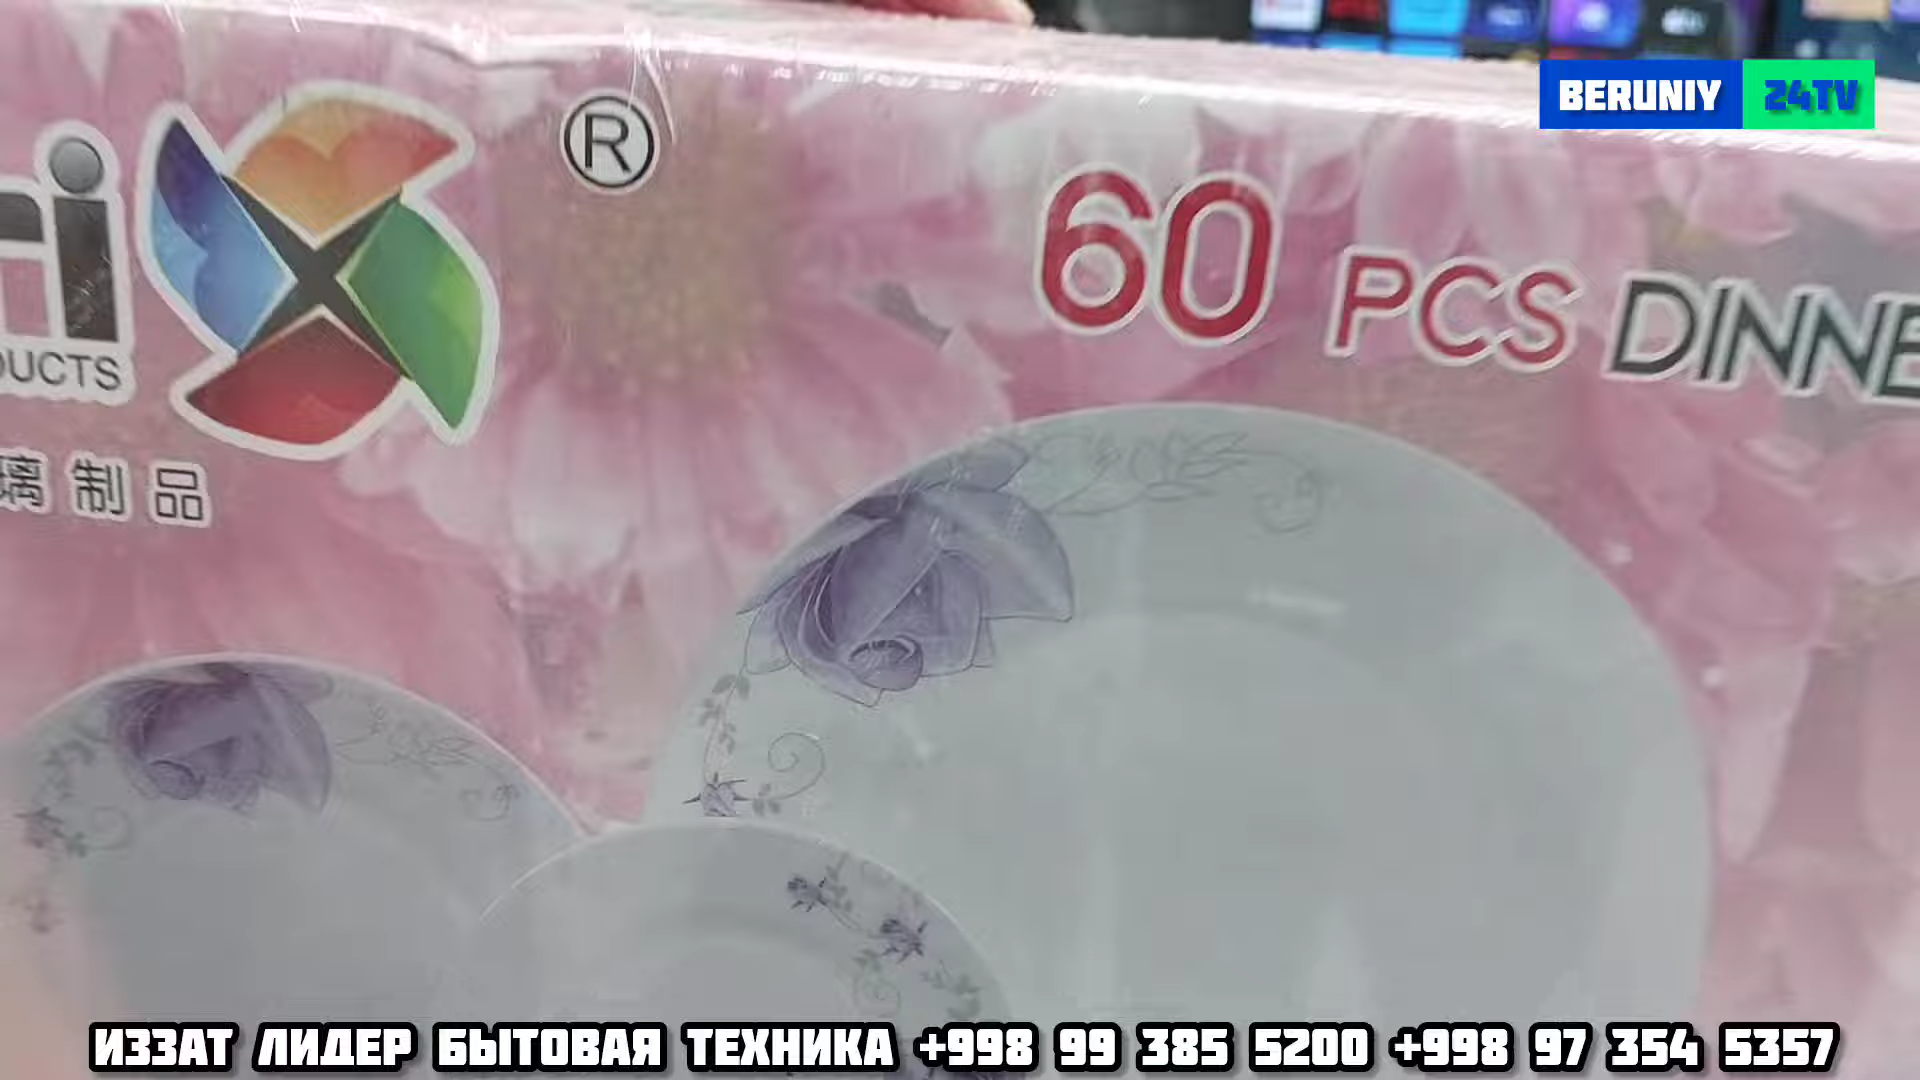 BERUNIY 24TV
®
60 PCS DINNE
DUCTS
璃制品
ИЗЗАТ ЛИДЕР БЫТОВАЯ ТЕХНИКА +998 99 385 5200 +998 97 354 5357